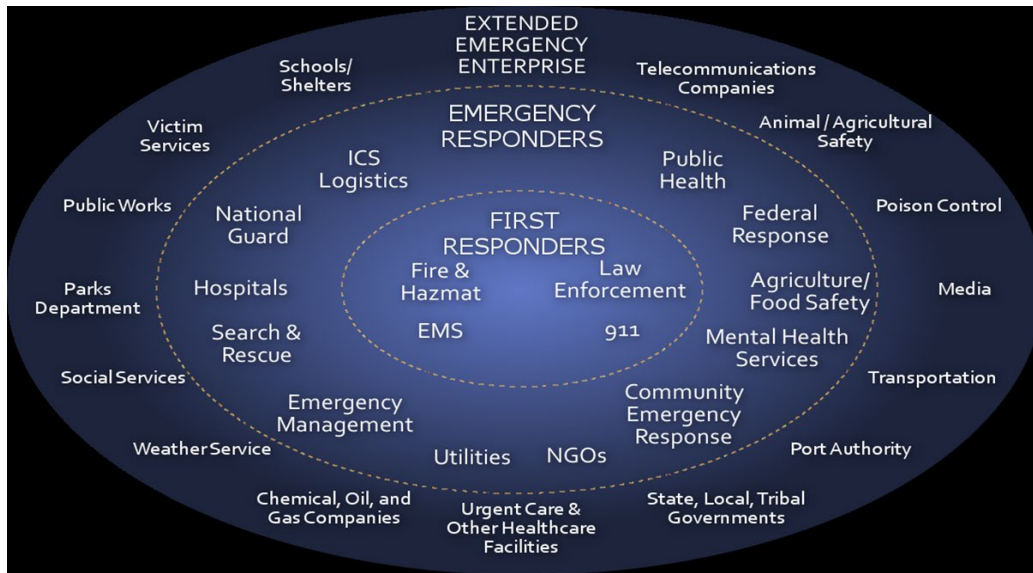 EXTENDED
EMERGENCY
ENTERPRISE
Schools/
Shelters
Telecommunications
Companies
Victim
Services
Animal / Agricultural
Safety
EMERGENCY
RESPONDERS
ICS
Logistics
Public
Health
Public Works
National
Guard
Federal
Response
Poison Control
FIRST
RESPONDERS
Fire &
Hazmat
Law
Enforcement
EMS
911
Parks
Department
Hospitals
Agriculture/
Food Safety
Media
Search &
Rescue
Mental Health
Services
Social Services
Transportation
Emergency
Management
Community
Emergency
Response
Weather Service
Utilities
NGOs
Port Authority
Chemical, Oil, and
Gas Companies
Urgent Care &
Other Healthcare
Facilities
State, Local, Tribal
Governments